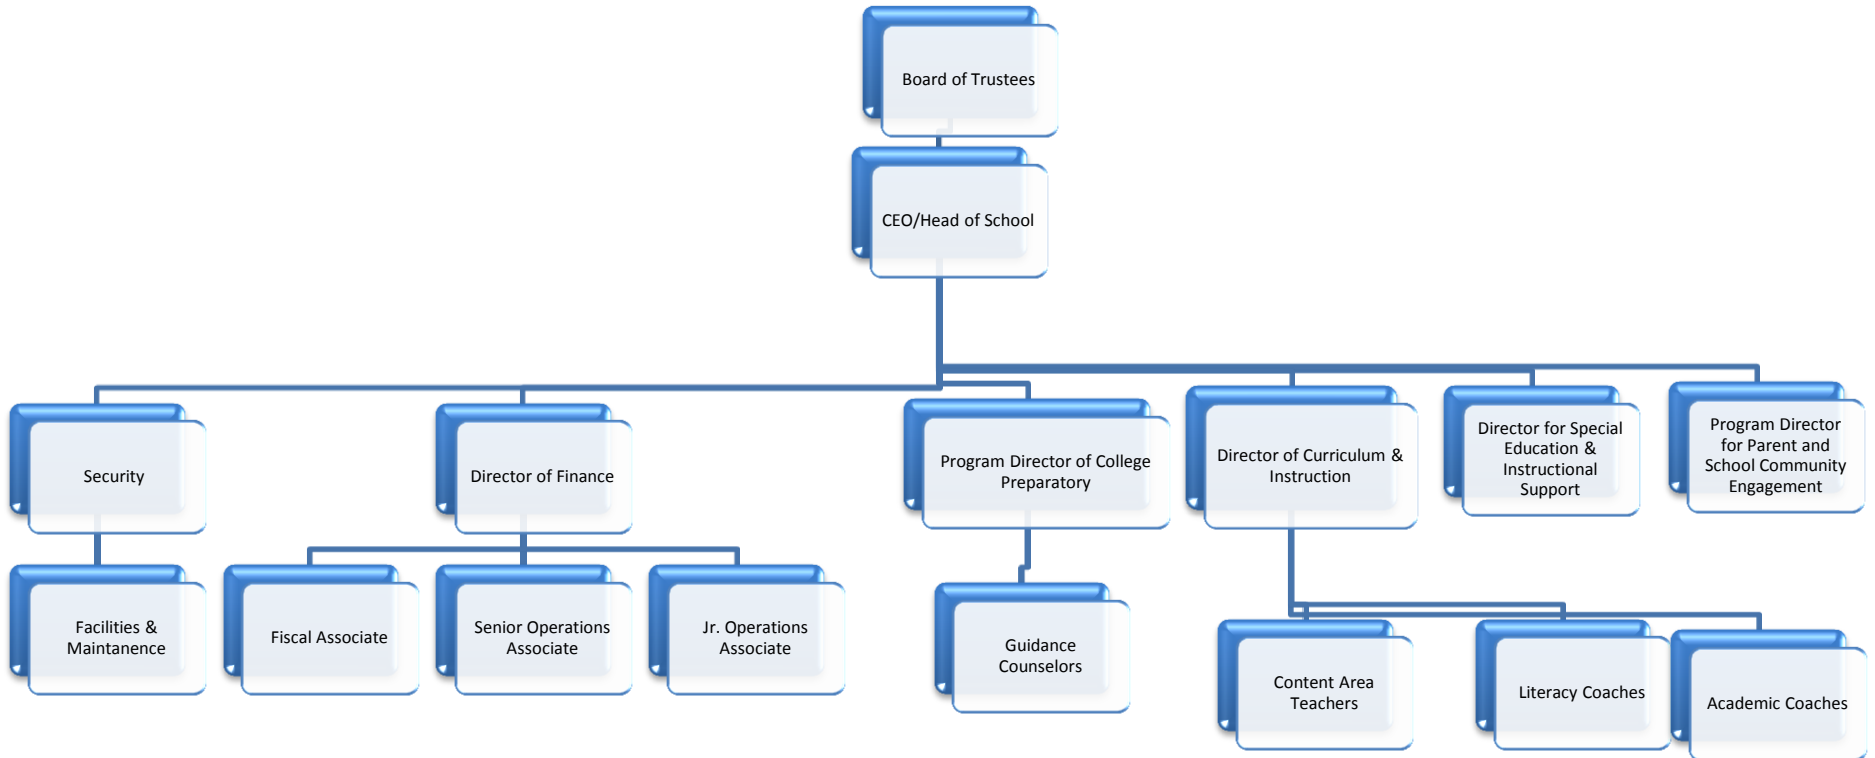 Board of Trustees
CEO/Head of School
Security
Director of Finance
Program Director of College
Preparatory
Director of Curriculum &
Instruction
Director for Special
Education &
Instructional
Support
Program Director
for Parent and
School Community
Engagement
Facilities &
Maintanence
Fiscal Associate
Senior Operations
Associate
Jr. Operations
Associate
Guidance
Counselors
Content Area
Teachers
Literacy Coaches
Academic Coaches